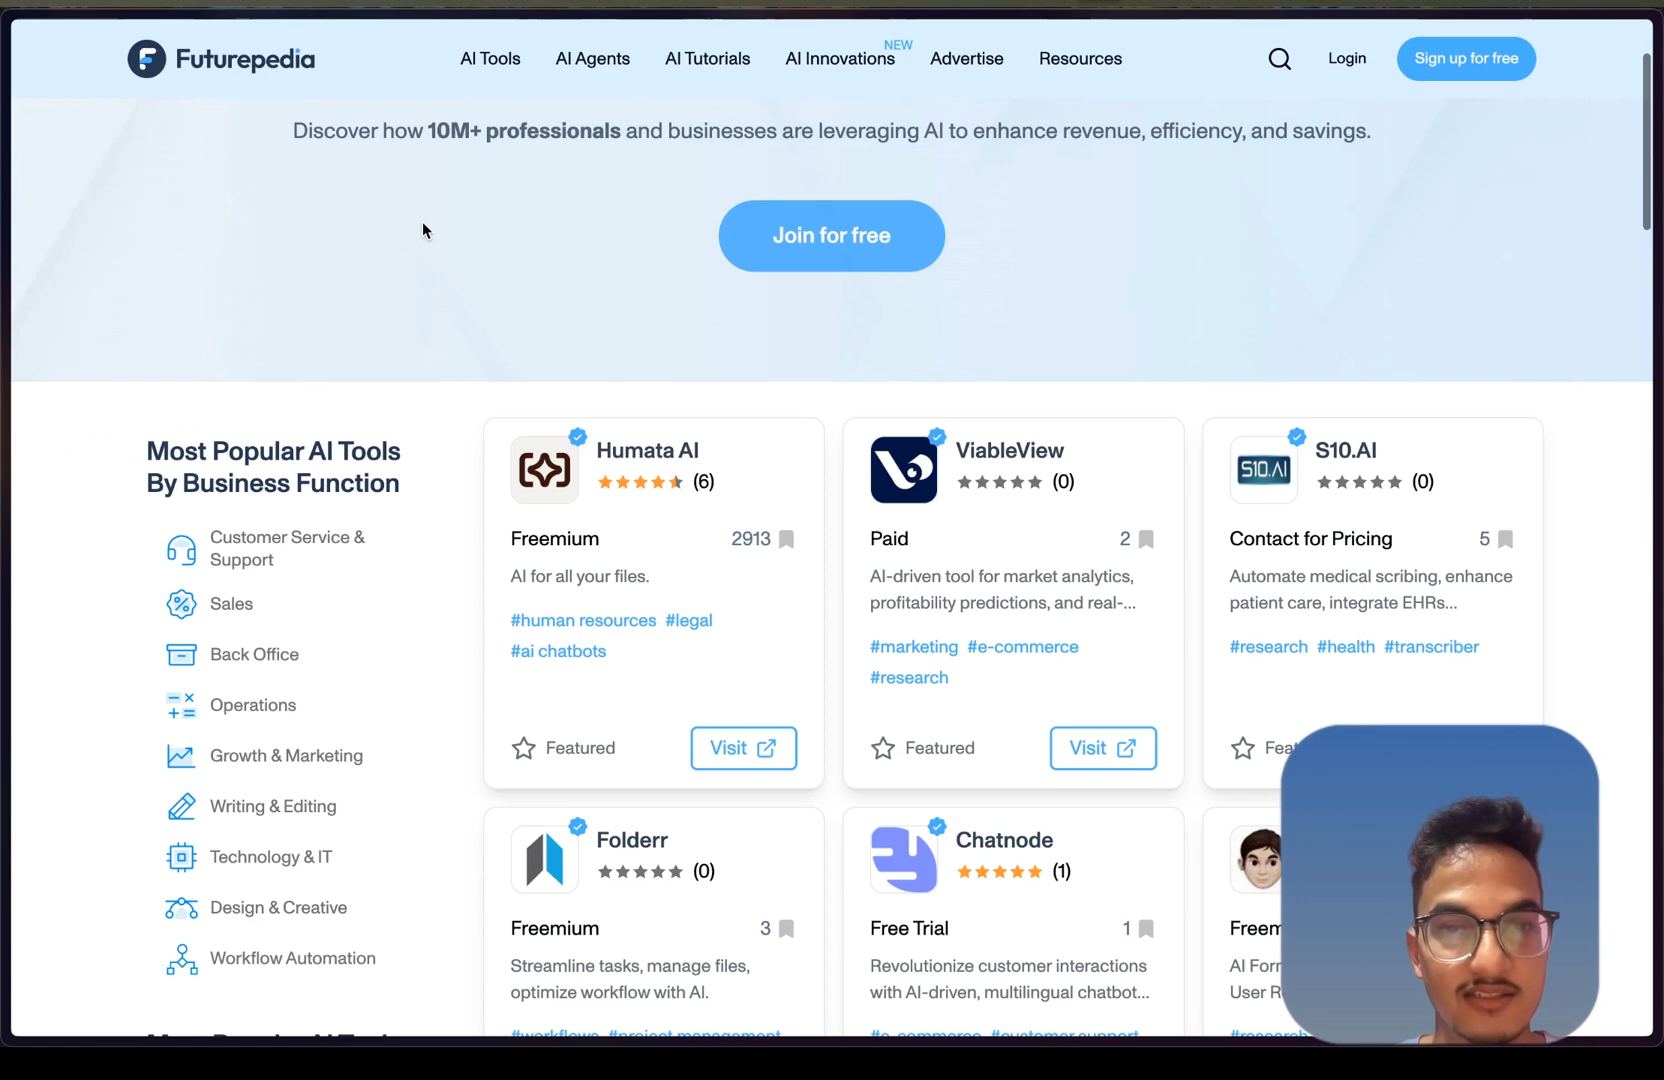 Futurepedia
AI Tools
AI Agents
AI Tutorials
AI Innovations
NEW
Advertise
Resources
Login
Sign up for free
Discover how 10M+ professionals and businesses are leveraging AI to enhance revenue, efficiency, and savings.
Join for free
Most Popular AI Tools
By Business Function
Customer Service &
Support
Sales
Back Office
Operations
Growth & Marketing
Writing & Editing
Technology & IT
Design & Creative
Workflow Automation
Humata AI
(6)
Freemium
2913
AI for all your files.
#human resources #legal
#ai chatbots
Featured
Visit
ViableView
(0)
Paid
2
AI-driven tool for market analytics,
profitability predictions, and real-...
#marketing #e-commerce
#research
Featured
Visit
S10.AI
S10.AI
(0)
Contact for Pricing
5
Automate medical scribing, enhance
patient care, integrate EHRs...
#research #health #transcriber
Folderr
(0)
Freemium
3
Streamline tasks, manage files,
optimize workflow with AI.
#workflows #project management
Chatnode
(1)
Free Trial
1
Revolutionize customer interactions
with AI-driven, multilingual chatbot...
#e-commerce #customer support
AI